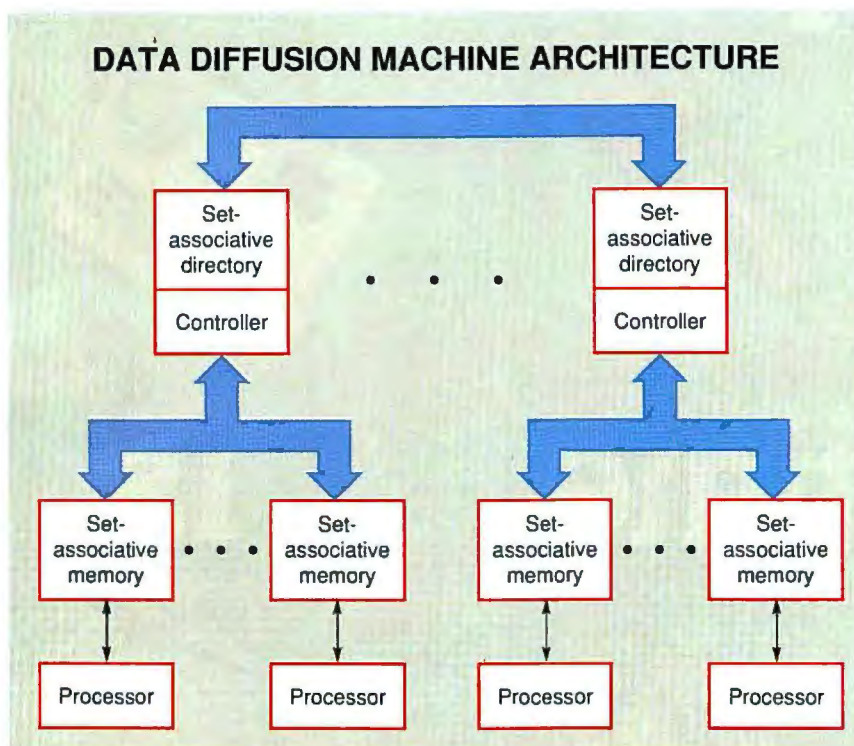 DATA DIFFUSION MACHINE ARCHITECTURE
Set-
associative
directory
Controller
Set-
associative
directory
Controller
Set-
associative
memory
Set-
associative
memory
Set-
associative
memory
Set-
associative
memory
Processor
Processor
Processor
Processor